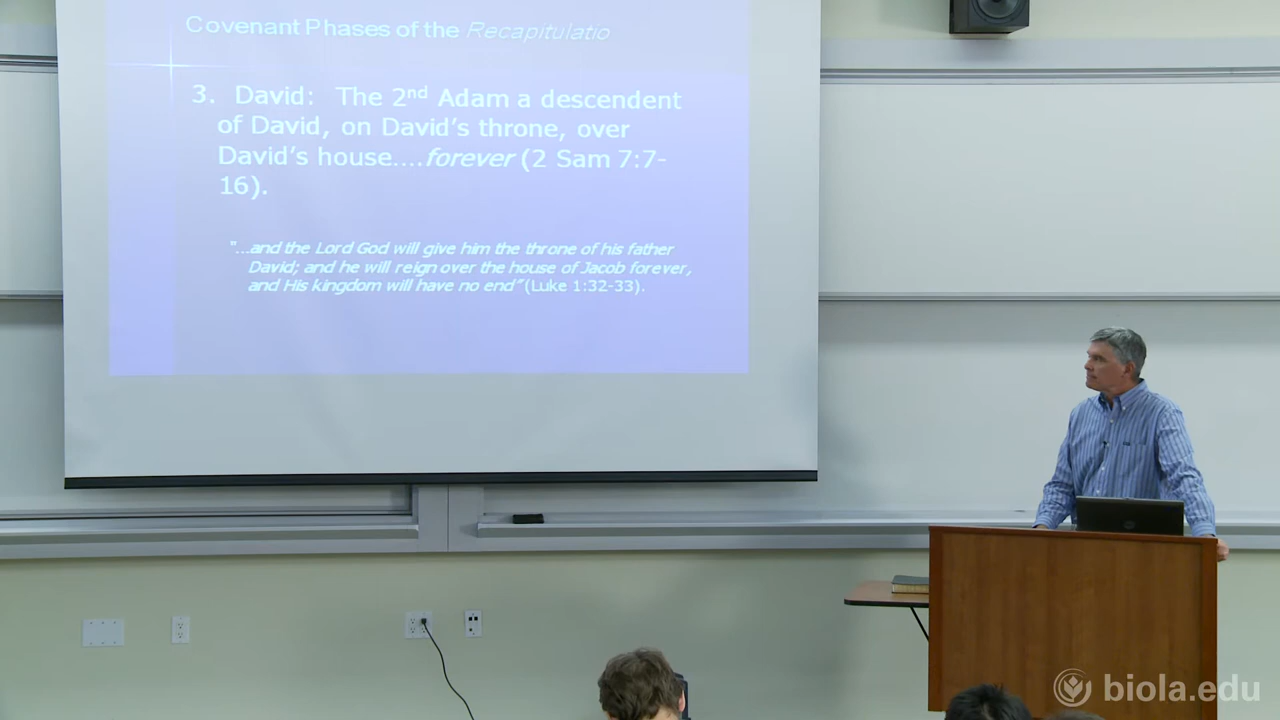 Covenant Phases of the Recapitulatio
3. David: The 2nd Adam a descendent
of David, on David's throne, over
David's house....forever (2 Sam 7:7-
16).
"...and the Lord God will give him the throne of his father
David; and he will reign over the house of Jacob forever,
and His kingdom will have no end" (Luke 1:32-33).
biola.edu